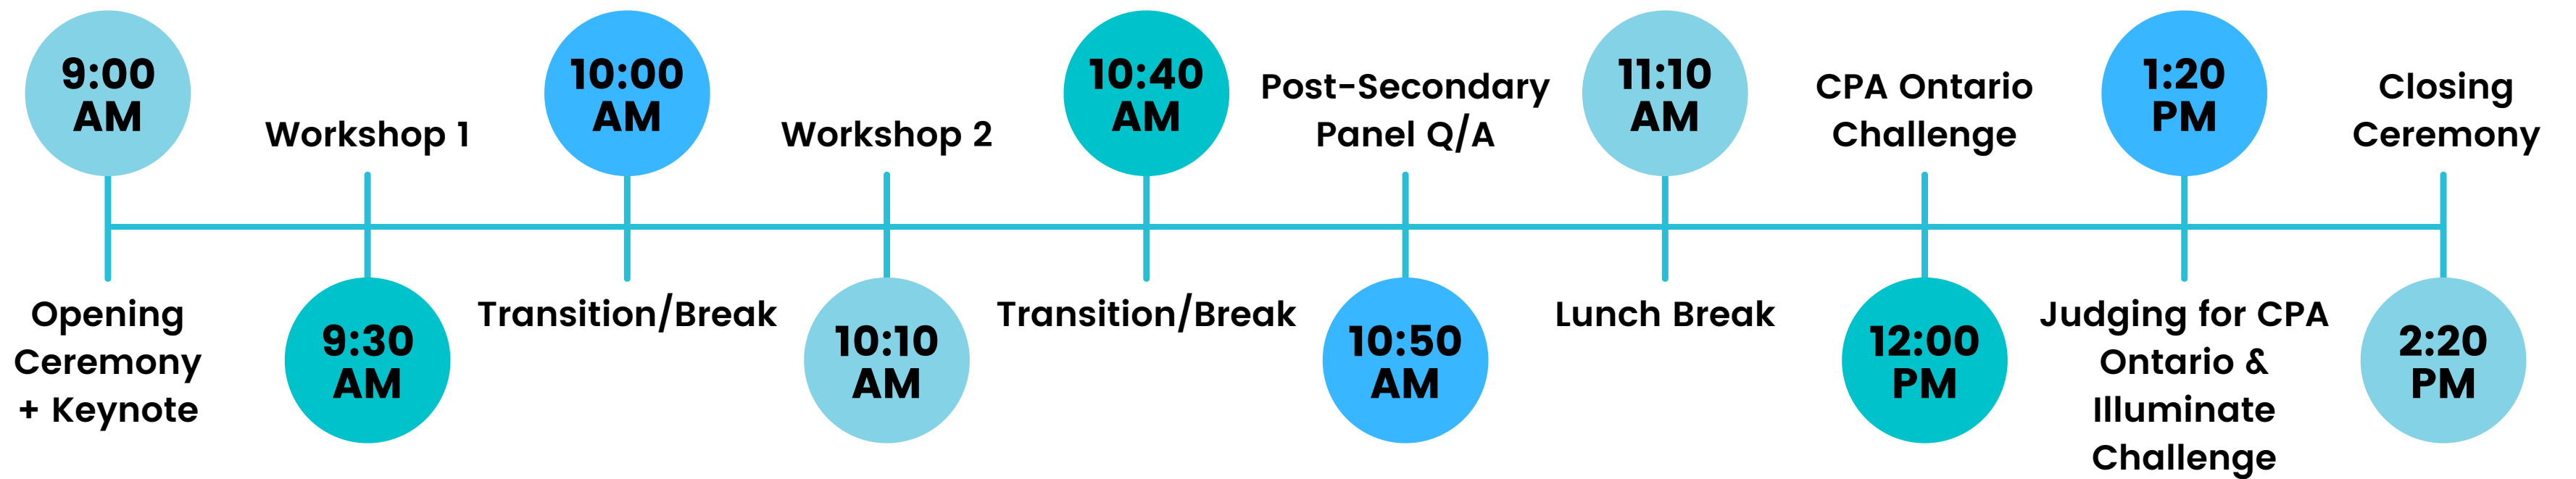 9:00
AM
Opening
Ceremony
+ Keynote
Workshop 1
9:30
AM
10:00
AM
Transition/Break
Workshop 2
10:10
AM
10:40
AM
Transition/Break
Post-Secondary
Panel Q/A
10:50
AM
11:10
AM
Lunch Break
CPA Ontario
Challenge
12:00
PM
1:20
PM
Judging for CPA
Ontario &
Illuminate
Challenge
Closing
Ceremony
2:20
PM